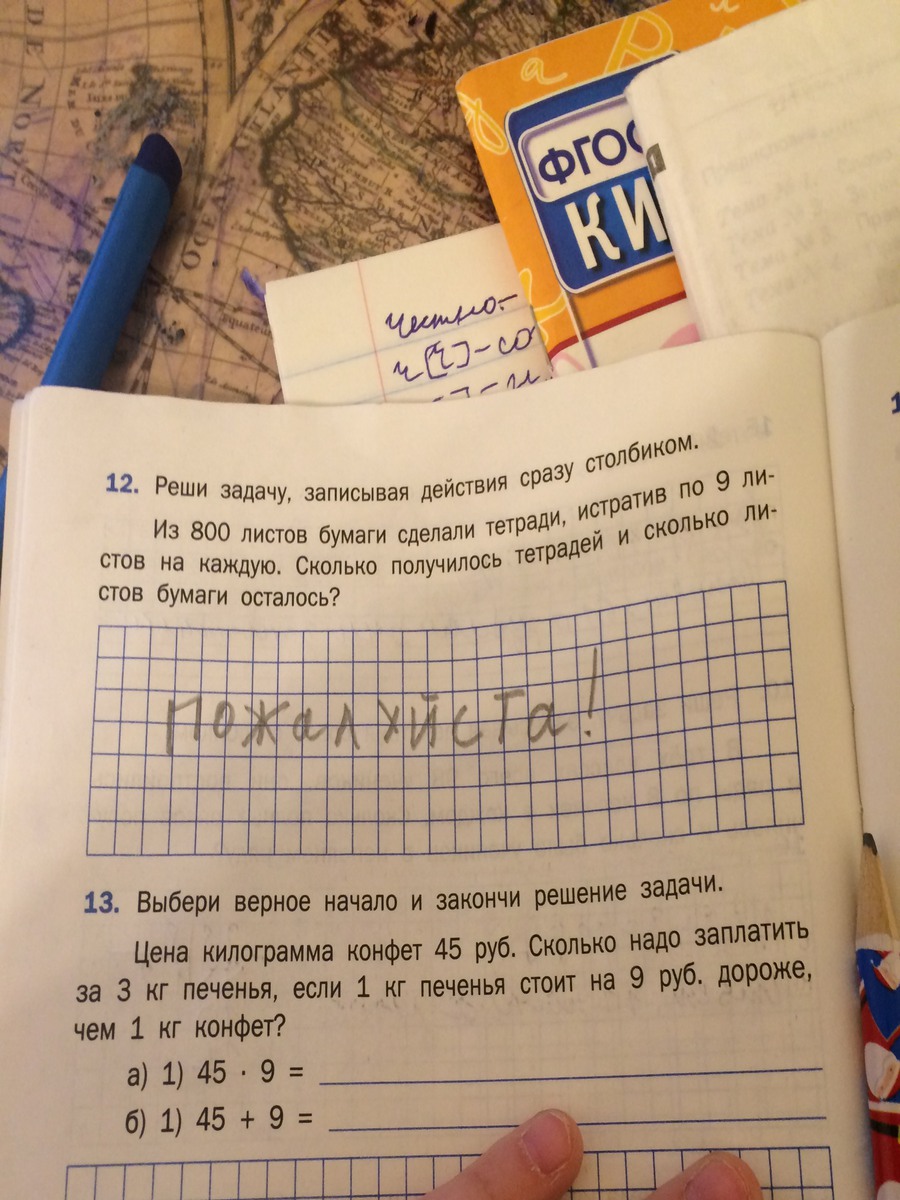 а
ФГОС
КИ
Честно-
ч[ч]-со
12. Реши задачу, записывая действия сразу столбиком.
Из 800 листов бумаги сделали тетради, истратив по 9 ли-
стов на каждую. Сколько получилось тетрадей и сколько ли-
стов бумаги осталось?
пожалуйста!
13. Выбери верное начало и закончи решение задачи.
Цена килограмма конфет 45 руб. Сколько надо заплатить
за 3 кг печенья, если 1 кг печенья стоит на 9 руб. дороже,
чем 1 кг конфет?
а) 1) 45 · 9 =
б) 1) 45 + 9 =